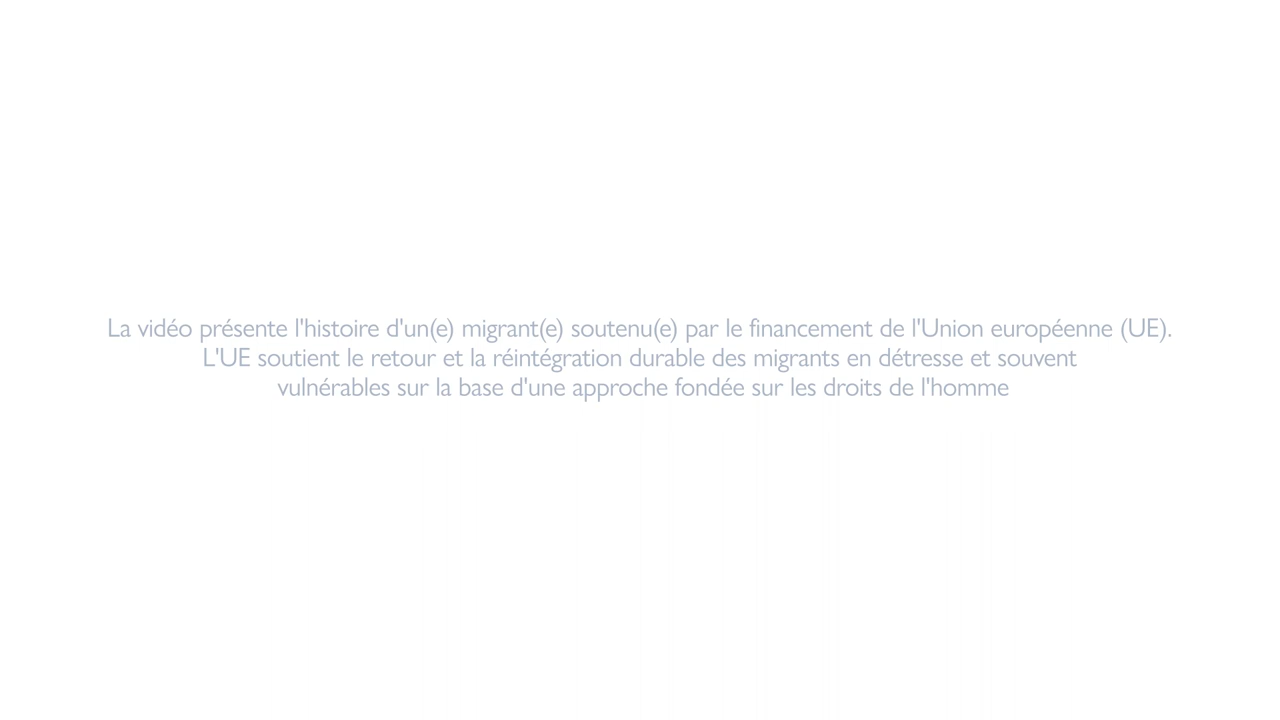 La vidéo présente l'histoire d'un(e) migrant(e) soutenu(e) par le financement de l'Union européenne (UE).
L'UE soutient le retour et la réintégration durable des migrants en détresse et souvent
vulnérables sur la base d'une approche fondée sur les droits de l'homme